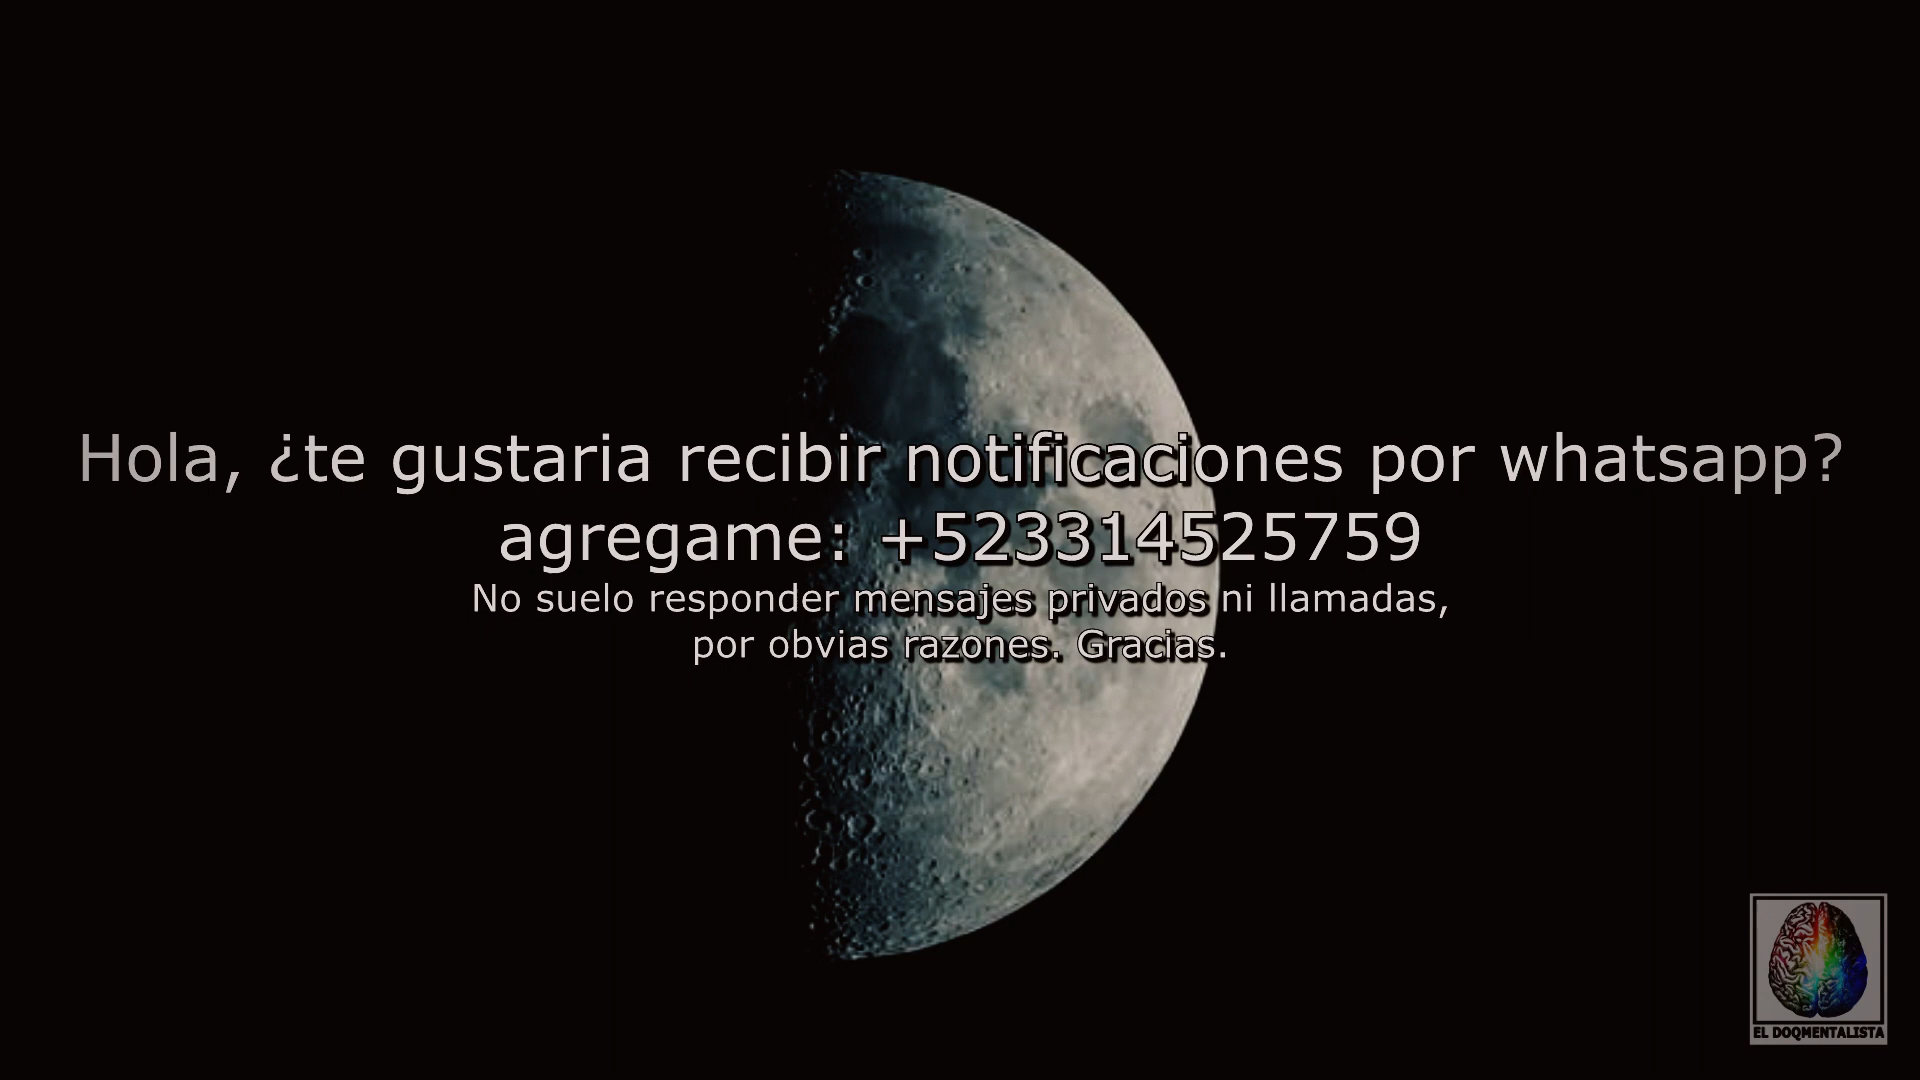 Hola, ¿te gustaria recibir notificaciones por whatsapp?
agregame: +523314525759
No suelo responder mensajes privados ni llamadas,
por obvias razones. Gracias.
EL DOQMENTALISTA